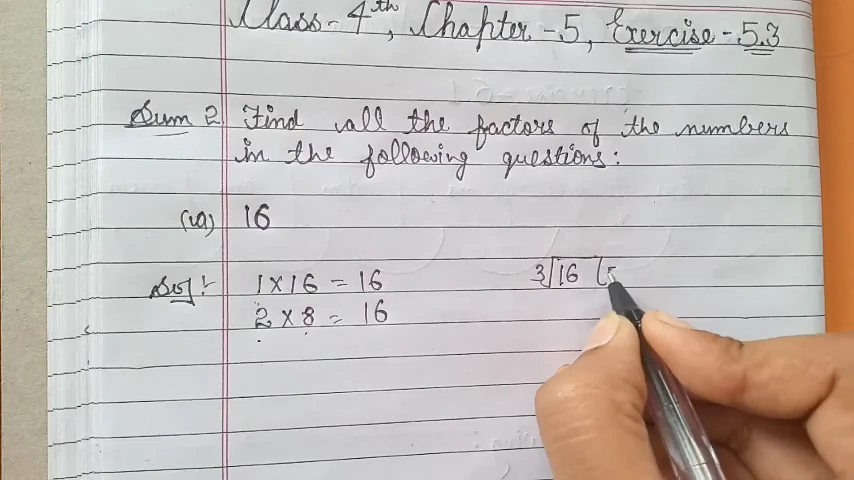 Class - 4th, Chapter - 5, Exercise - 5.3
Sum 2 Find all the factors of the numbers
in the following questions:
(a) 16
Sol:- 1 × 16 = 16 3)16(5
2 × 8 = 16